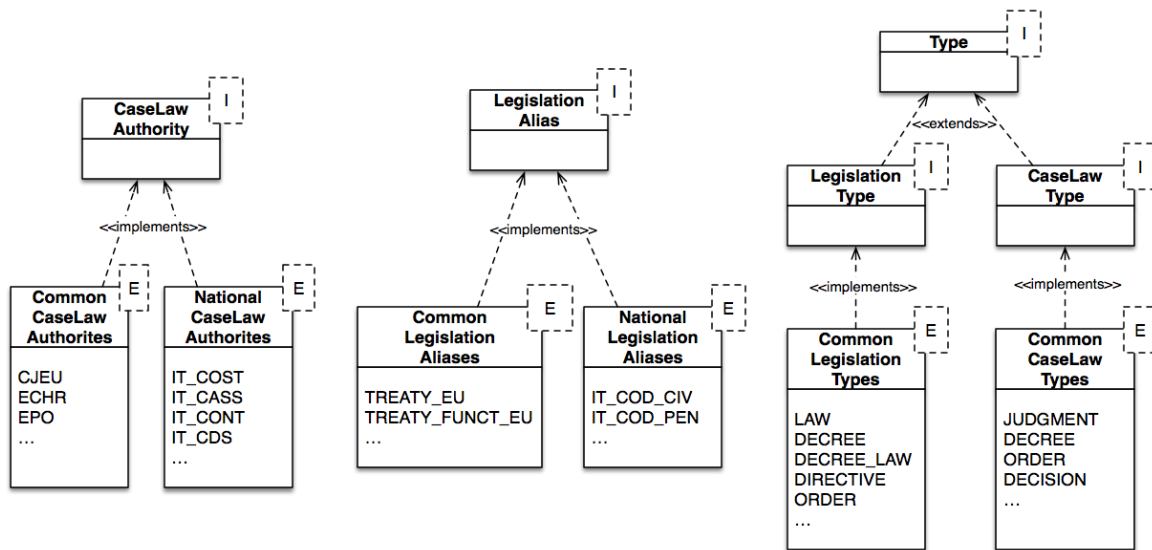 CaseLaw
Authority
I
<<implements>>
Common
CaseLaw
Authorites
E
CJEU
ECHR
EPO
...
National
CaseLaw
Authorites
E
IT_COST
IT_CASS
IT_CONT
IT_CDS
...
Legislation
Alias
I
<<implements>>
Common
Legislation
Aliases
E
TREATY_EU
TREATY_FUNCT_EU
...
National
Legislation
Aliases
E
IT_COD_CIV
IT_COD_PEN
...
Type
I
<<extends>>
Legislation
Type
I
CaseLaw
Type
I
<<implements>>
<<implements>>
Common
Legislation
Types
E
LAW
DECREE
DECREE_LAW
DIRECTIVE
ORDER
...
Common
CaseLaw
Types
E
JUDGMENT
DECREE
ORDER
DECISION
...